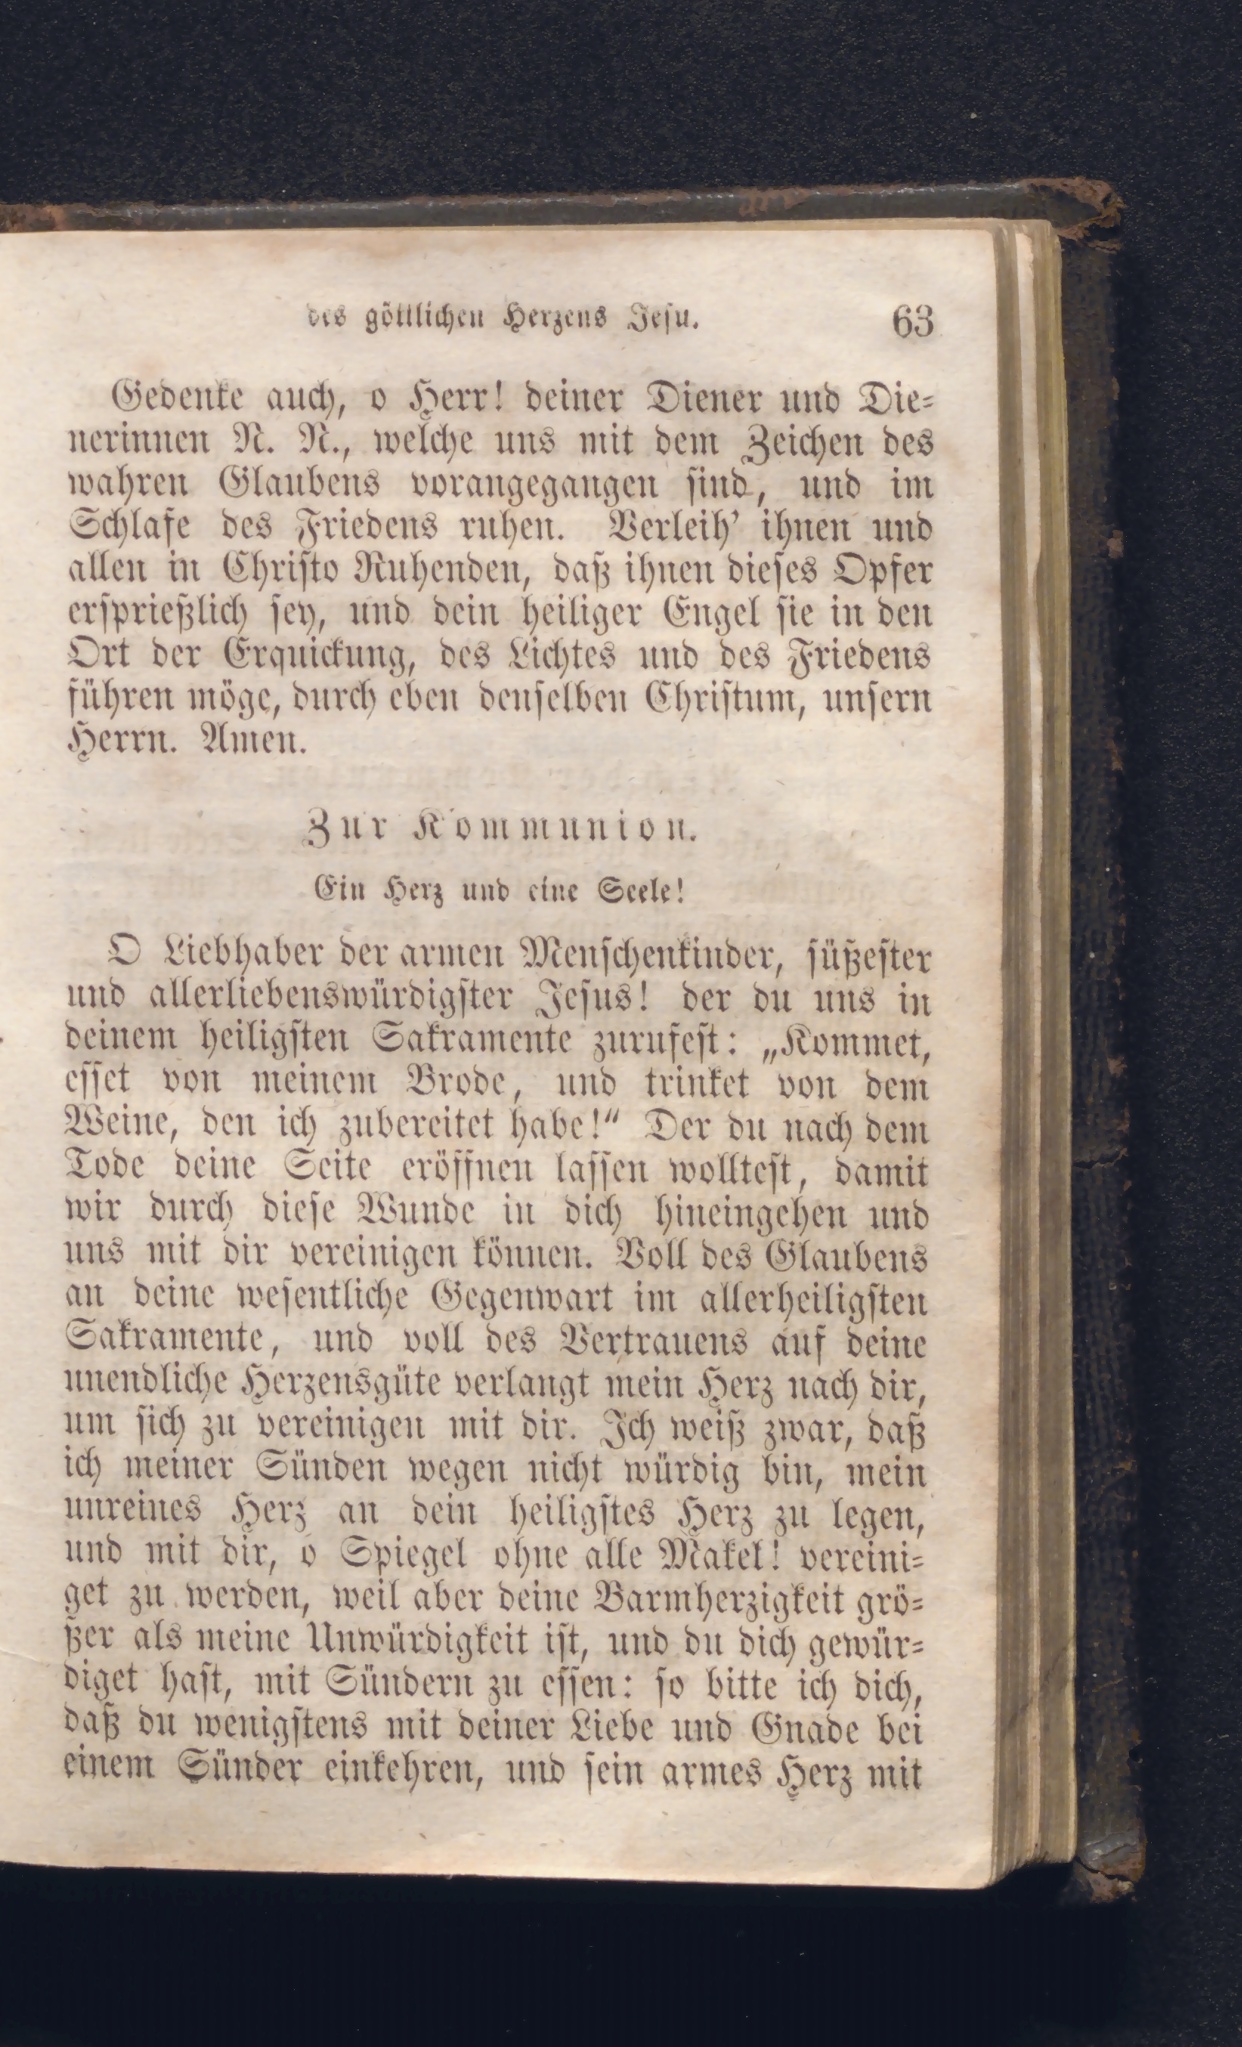 des göttlichen Herzens Jesu. 63
Gedenke auch, o Herr! deiner Diener und Die-
nerinnen N. N., welche uns mit dem Zeichen des
wahren Glaubens vorangegangen sind, und im
Schlafe des Friedens ruhen. Verleih’ ihnen und
allen in Christo Ruhenden, daß ihnen dieses Opfer
ersprießlich sey, und dein heiliger Engel sie in den
Ort der Erquickung, des Lichtes und des Friedens
führen möge, durch eben denselben Christum, unsern
Herrn. Amen.
Zur Kommunion.
Ein Herz und eine Seele!
O Liebhaber der armen Menschenkinder, süßester
und allerliebenswürdigster Jesus! der du uns in
deinem heiligsten Sakramente zurufest: „Kommet,
esset von meinem Brode, und trinket von dem
Weine, den ich zubereitet habe!“ Der du nach dem
Tode deine Seite eröffnen lassen wolltest, damit
wir durch diese Wunde in dich hineingehen und
uns mit dir vereinigen können. Voll des Glaubens
an deine wesentliche Gegenwart im allerheiligsten
Sakramente, und voll des Vertrauens auf deine
unendliche Herzensgüte verlangt mein Herz nach dir,
um sich zu vereinigen mit dir. Ich weiß zwar, daß
ich meiner Sünden wegen nicht würdig bin, mein
unreines Herz an dein heiligstes Herz zu legen,
und mit dir, o Spiegel ohne alle Makel! vereini-
get zu werden, weil aber deine Barmherzigkeit grö-
ßer als meine Unwürdigkeit ist, und du dich gewür-
diget hast, mit Sündern zu essen: so bitte ich dich,
daß du wenigstens mit deiner Liebe und Gnade bei
einem Sünder einkehren, und sein armes Herz mit